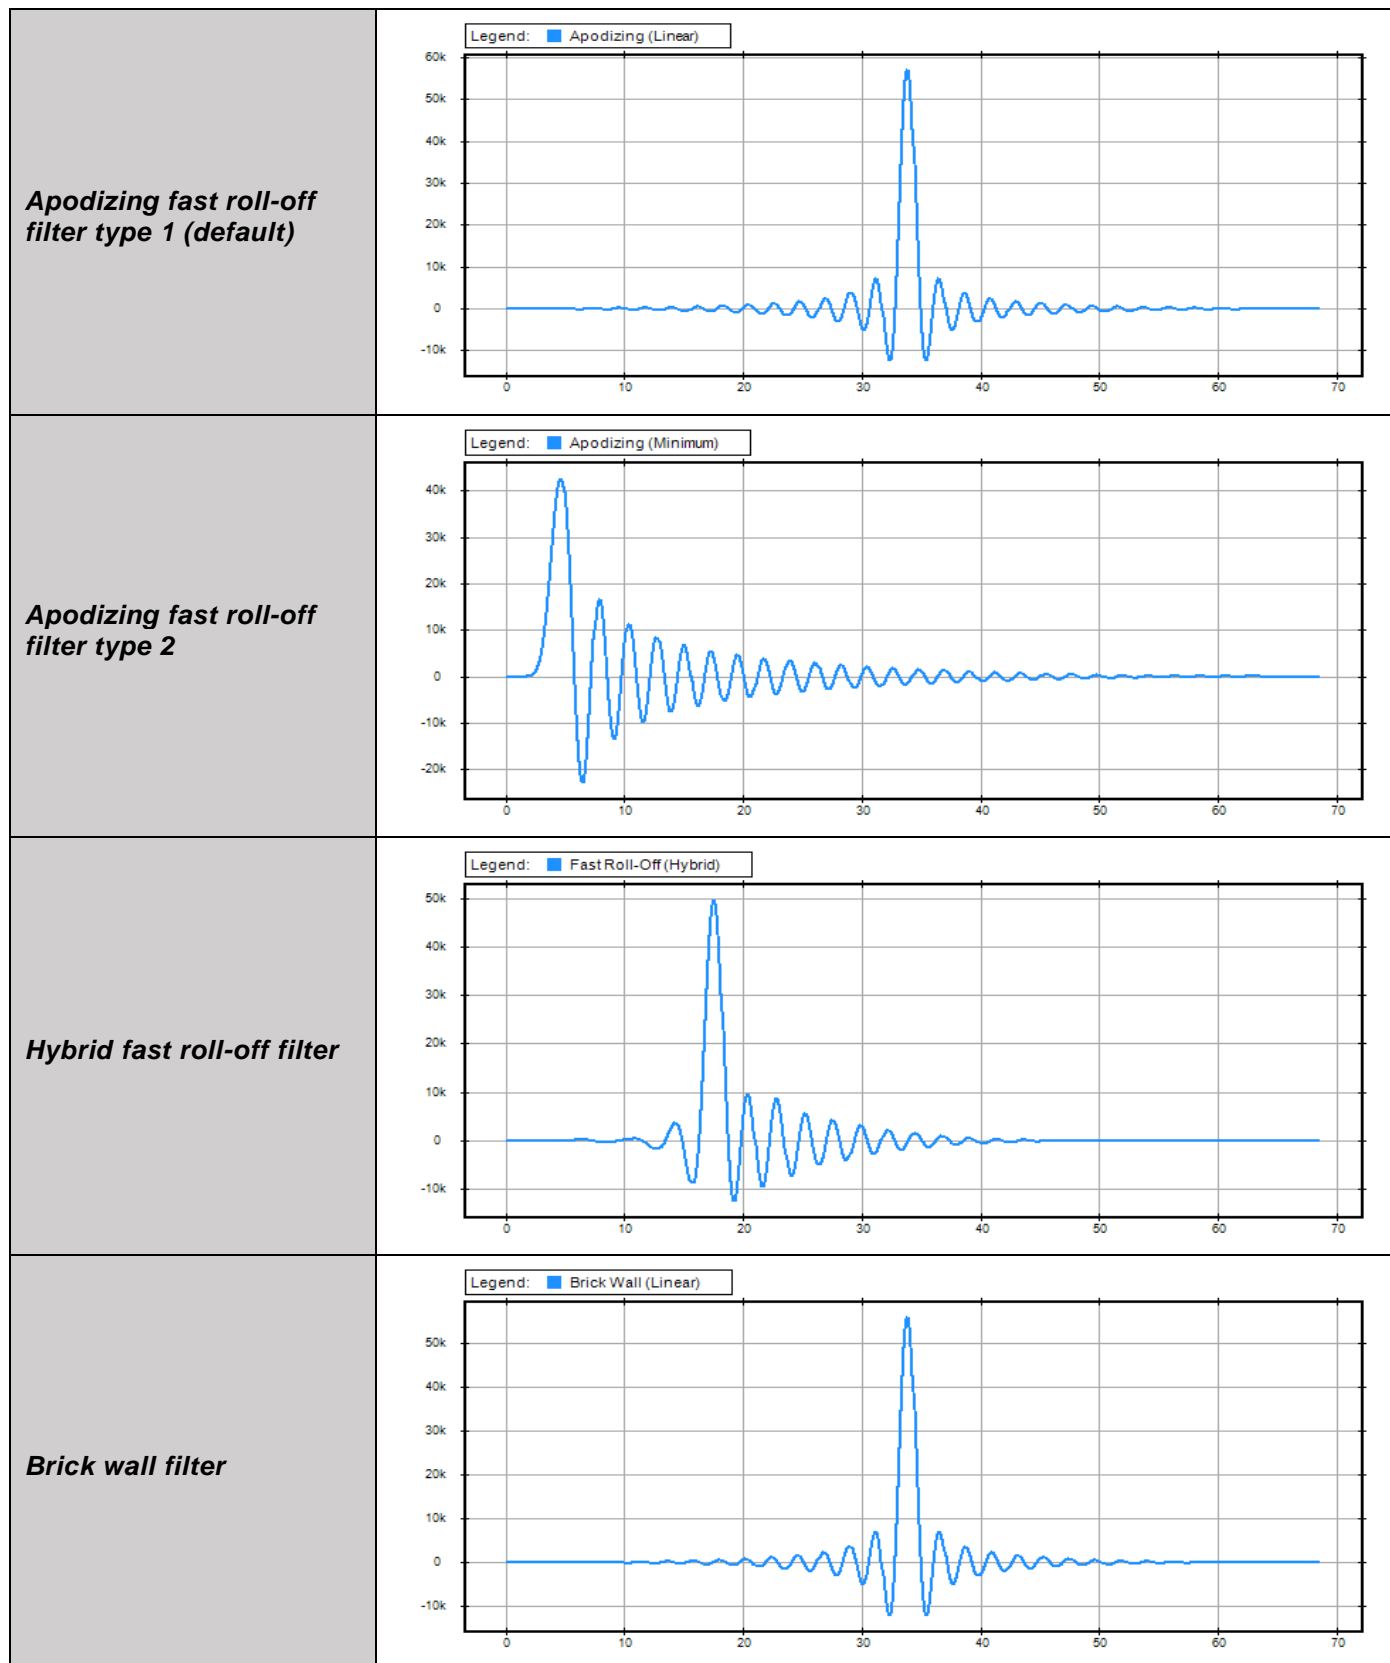 Apodizing fast roll-off
filter type 1 (default)
Legend: Apodizing (Linear)
60k
50k
40k
30k
20k
10k
0
-10k
0 10 20 30 40 50 60 70
Apodizing fast roll-off
filter type 2
Legend: Apodizing (Minimum)
40k
30k
20k
10k
0
-10k
-20k
0 10 20 30 40 50 60 70
Hybrid fast roll-off filter
Legend: Fast Roll-Off (Hybrid)
50k
40k
30k
20k
10k
0
-10k
0 10 20 30 40 50 60 70
Brick wall filter
Legend: Brick Wall (Linear)
50k
40k
30k
20k
10k
0
-10k
0 10 20 30 40 50 60 70